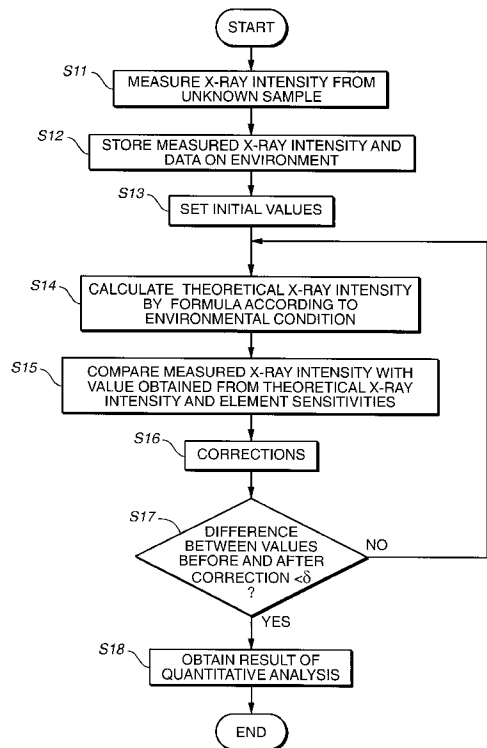 START
S11
MEASURE X-RAY INTENSITY FROM
UNKNOWN SAMPLE
S12
STORE MEASURED X-RAY INTENSITY AND
DATA ON ENVIRONMENT
S13
SET INITIAL VALUES
S14
CALCULATE THEORETICAL X-RAY INTENSITY
BY FORMULA ACCORDING TO
ENVIRONMENTAL CONDITION
S15
COMPARE MEASURED X-RAY INTENSITY WITH
VALUE OBTAINED FROM THEORETICAL X-RAY
INTENSITY AND ELEMENT SENSITIVITIES
S16
CORRECTIONS
S17
DIFFERENCE
BETWEEN VALUES
BEFORE AND AFTER
CORRECTION <δ
?
NO
YES
S18
OBTAIN RESULT OF
QUANTITATIVE ANALYSIS
END